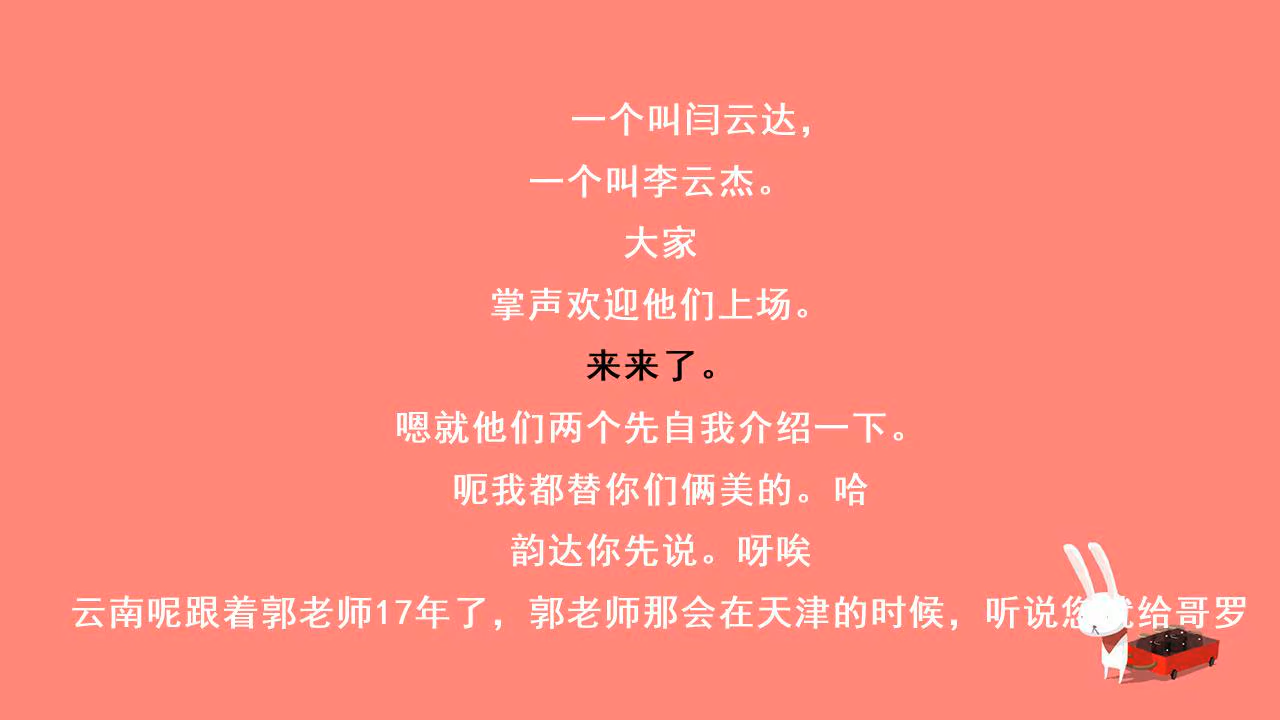 一个叫闫云达，
一个叫李云杰。
大家
掌声欢迎他们上场。
来来了。
嗯就他们两个先自我介绍一下。
呃我都替你们俩美的。哈
韵达你先说。呀唉
云南呢跟着郭老师17年了，郭老师那会在天津的时候，听说您就给哥罗